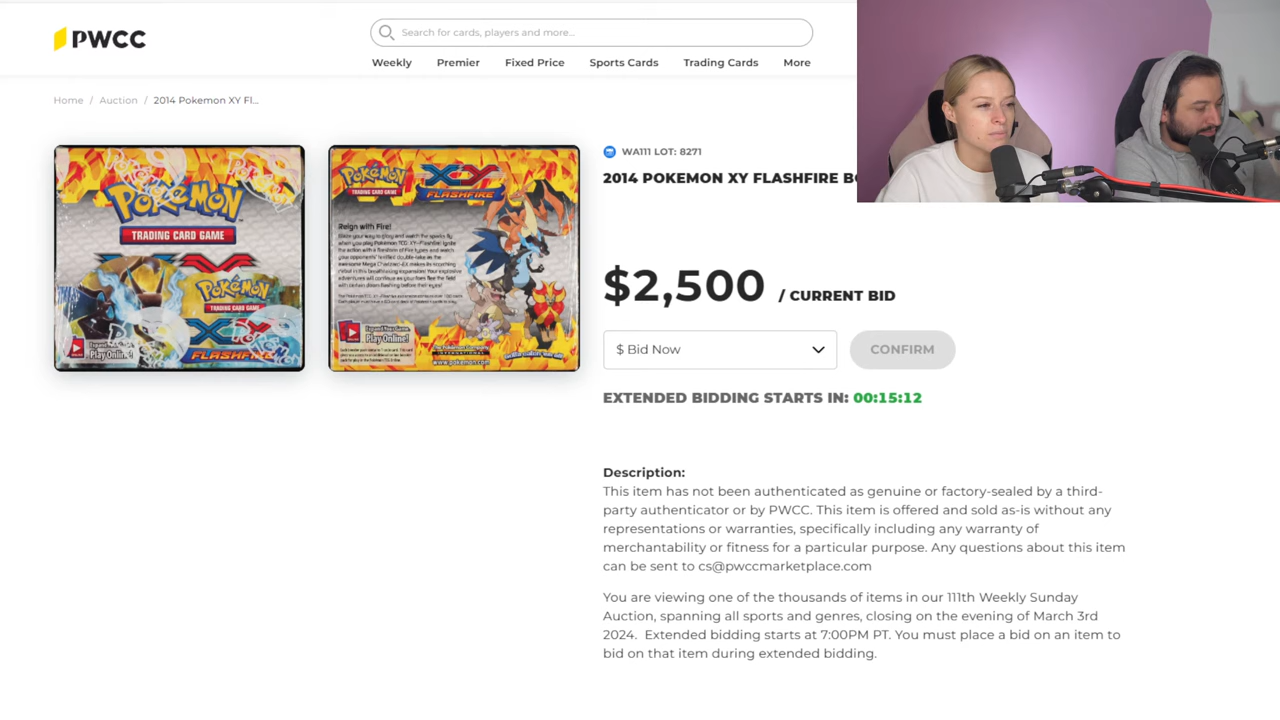 PWCC
Search for cards, players and more...
Weekly Premier Fixed Price Sports Cards Trading Cards More
Home / Auction / 2014 Pokemon XY Fl...
POKéMON
TRADING CARD GAME
POKéMON
TRADING CARD GAME
XY
FLASHFIRE
Play Online!
POKéMON
TRADING CARD GAME
XY
FLASHFIRE
Reign with Fire!
Expand Your Game.
Play Online!
www.pokemon.com
WA111 LOT: 8271
2014 POKEMON XY FLASHFIRE
$2,500 / CURRENT BID
$ Bid Now
CONFIRM
EXTENDED BIDDING STARTS IN: 00:15:12
Description:
This item has not been authenticated as genuine or factory-sealed by a third-
party authenticator or by PWCC. This item is offered and sold as-is without any
representations or warranties, specifically including any warranty of
merchantability or fitness for a particular purpose. Any questions about this item
can be sent to cs@pwccmarketplace.com
You are viewing one of the thousands of items in our 111th Weekly Sunday
Auction, spanning all sports and genres, closing on the evening of March 3rd
2024. Extended bidding starts at 7:00PM PT. You must place a bid on an item to
bid on that item during extended bidding.